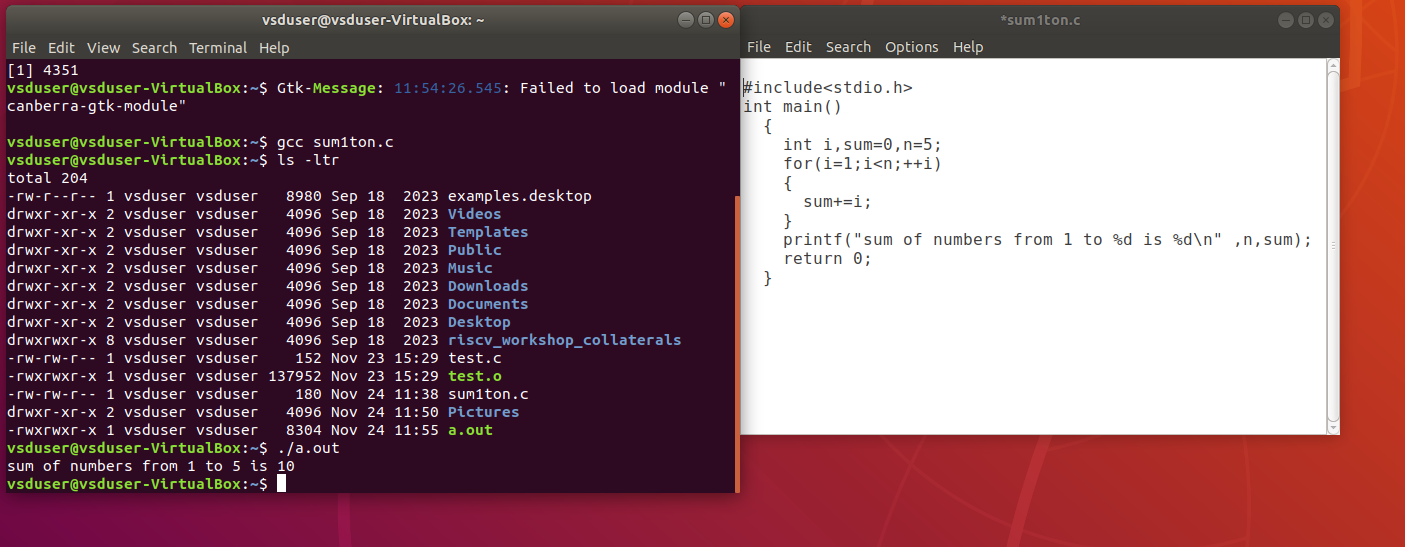 vsduser@vsduser-VirtualBox: ~
File Edit View Search Terminal Help
[1] 4351
vsduser@vsduser-VirtualBox:~$ Gtk-Message: 11:54:26.545: Failed to load module "
canberra-gtk-module"
vsduser@vsduser-VirtualBox:~$ gcc sum1ton.c
vsduser@vsduser-VirtualBox:~$ ls -ltr
total 204
-rw-r--r-- 1 vsduser vsduser   8980 Sep 18  2023 examples.desktop
drwxr-xr-x 2 vsduser vsduser   4096 Sep 18  2023 Videos
drwxr-xr-x 2 vsduser vsduser   4096 Sep 18  2023 Templates
drwxr-xr-x 2 vsduser vsduser   4096 Sep 18  2023 Public
drwxr-xr-x 2 vsduser vsduser   4096 Sep 18  2023 Music
drwxr-xr-x 2 vsduser vsduser   4096 Sep 18  2023 Downloads
drwxr-xr-x 2 vsduser vsduser   4096 Sep 18  2023 Documents
drwxr-xr-x 2 vsduser vsduser   4096 Sep 18  2023 Desktop
drwxrwxr-x 8 vsduser vsduser   4096 Sep 18  2023 riscv_workshop_collaterals
-rw-rw-r-- 1 vsduser vsduser    152 Nov 23 15:29 test.c
-rwxrwxr-x 1 vsduser vsduser 137952 Nov 23 15:29 test.o
-rw-rw-r-- 1 vsduser vsduser    180 Nov 24 11:38 sum1ton.c
drwxr-xr-x 2 vsduser vsduser   4096 Nov 24 11:50 Pictures
-rwxrwxr-x 1 vsduser vsduser   8304 Nov 24 11:55 a.out
vsduser@vsduser-VirtualBox:~$ ./a.out
sum of numbers from 1 to 5 is 10
vsduser@vsduser-VirtualBox:~$
*sum1ton.c
File Edit Search Options Help
#include<stdio.h>
int main()
  {
    int i,sum=0,n=5;
    for(i=1;i<n;++i)
    {
      sum+=i;
    }
    printf("sum of numbers from 1 to %d is %d\n" ,n,sum);
    return 0;
  }